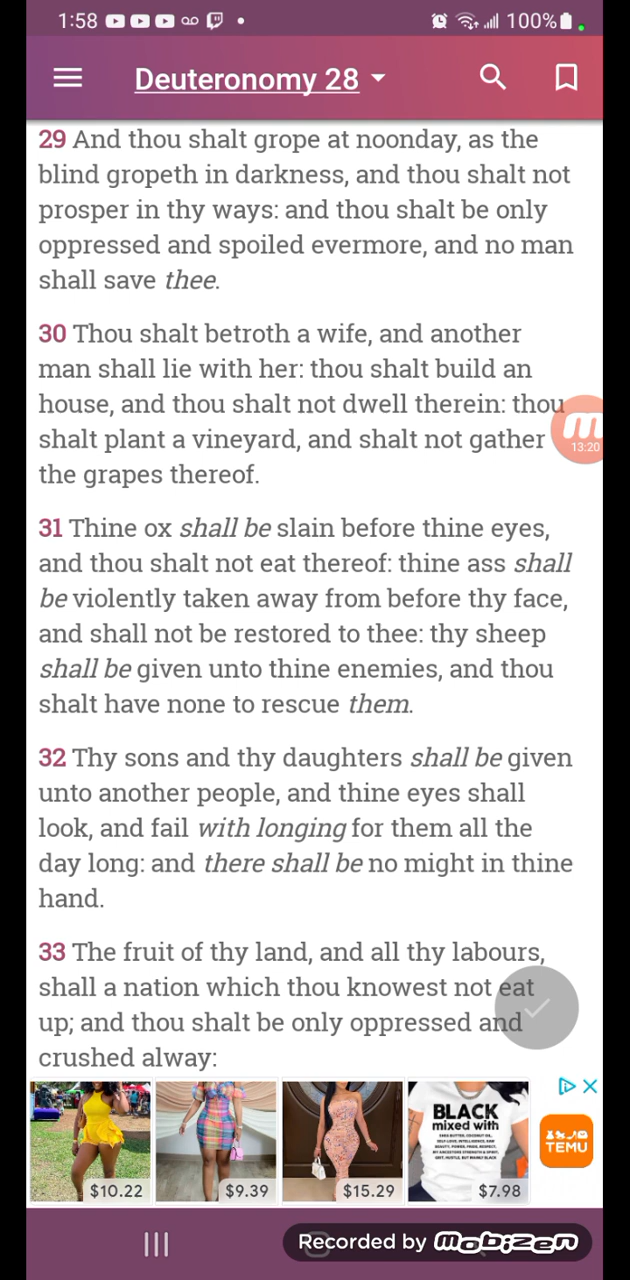 1:58
100%
Deuteronomy 28
29 And thou shalt grope at noonday, as the
blind gropeth in darkness, and thou shalt not
prosper in thy ways: and thou shalt be only
oppressed and spoiled evermore, and no man
shall save thee.
30 Thou shalt betroth a wife, and another
man shall lie with her: thou shalt build an
house, and thou shalt not dwell therein: thou
shalt plant a vineyard, and shalt not gather
the grapes thereof.
m
13:20
31 Thine ox shall be slain before thine eyes,
and thou shalt not eat thereof: thine ass shall
be violently taken away from before thy face,
and shall not be restored to thee: thy sheep
shall be given unto thine enemies, and thou
shalt have none to rescue them.
32 Thy sons and thy daughters shall be given
unto another people, and thine eyes shall
look, and fail with longing for them all the
day long: and there shall be no might in thine
hand.
33 The fruit of thy land, and all thy labours,
shall a nation which thou knowest not eat
up; and thou shalt be only oppressed and
crushed alway:
BLACK
mixed with
$10.22
$9.39
$15.29
$7.98
TEMU
Recorded by mobizen